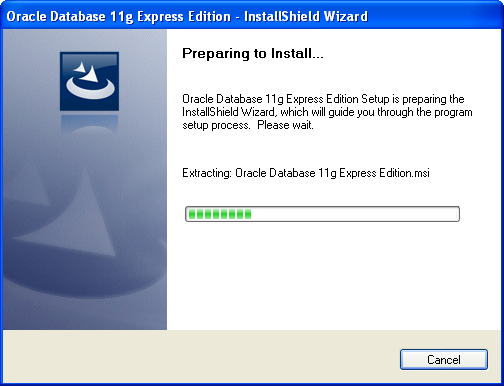 Oracle Database 11g Express Edition - InstallShield Wizard
Preparing to Install...
Oracle Database 11g Express Edition Setup is preparing the
InstallShield Wizard, which will guide you through the program
setup process.  Please wait.
Extracting: Oracle Database 11g Express Edition.msi
Cancel